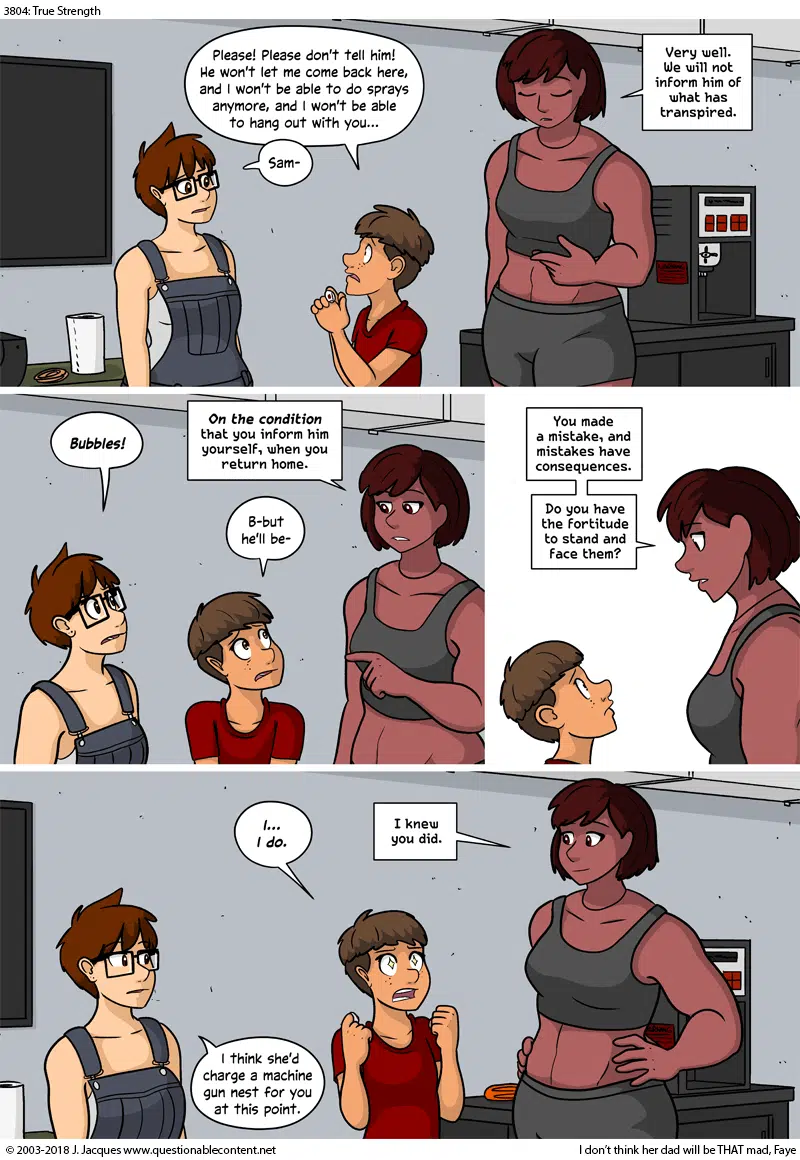 3804: True Strength
Please! Please don't tell him!
He won't let me come back here,
and I won't be able to do sprays
anymore, and I won't be able
to hang out with you...
Sam-
Very well.
We will not
inform him of
what has
transpired.
Bubbles!
On the condition
that you inform him
yourself, when you
return home.
B-but
he'll be-
You made
a mistake, and
mistakes have
consequences.
Do you have
the fortitude
to stand and
face them?
I...
I do.
I knew
you did.
I think she'd
charge a machine
gun nest for you
at this point.
© 2003-2018 J. Jacques www.questionablecontent.net
I don't think her dad will be THAT mad, Faye